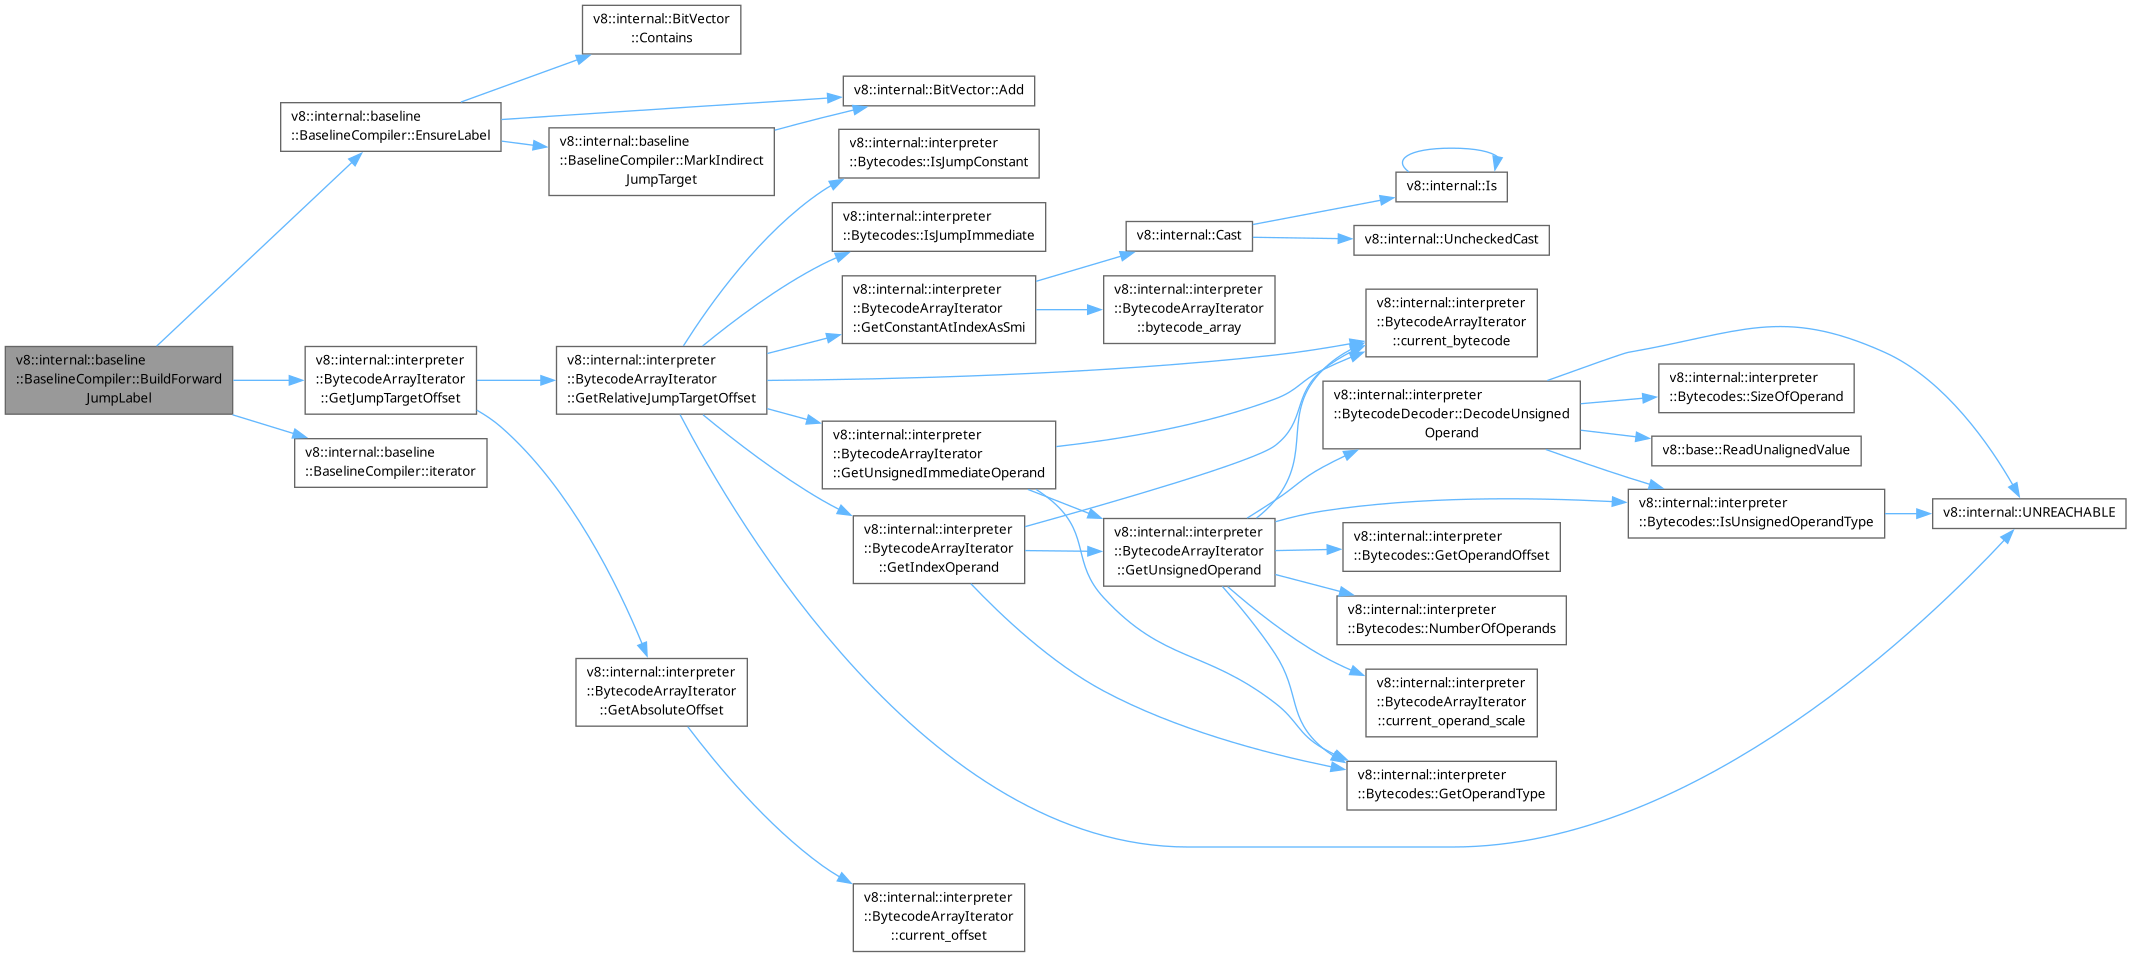 v8::internal::BitVector
::Contains
v8::internal::BitVector::Add
v8::internal::baseline
::BaselineCompiler::EnsureLabel
v8::internal::baseline
::BaselineCompiler::MarkIndirect
JumpTarget
v8::internal::interpreter
::Bytecodes::IsJumpConstant
v8::internal::Is
v8::internal::interpreter
::Bytecodes::IsJumpImmediate
v8::internal::Cast
v8::internal::UncheckedCast
v8::internal::interpreter
::BytecodeArrayIterator
::GetConstantAtIndexAsSmi
v8::internal::interpreter
::BytecodeArrayIterator
::bytecode_array
v8::internal::interpreter
::BytecodeArrayIterator
::current_bytecode
v8::internal::baseline
::BaselineCompiler::BuildForward
JumpLabel
v8::internal::interpreter
::BytecodeArrayIterator
::GetJumpTargetOffset
v8::internal::interpreter
::BytecodeArrayIterator
::GetRelativeJumpTargetOffset
v8::internal::interpreter
::BytecodeDecoder::DecodeUnsigned
Operand
v8::internal::interpreter
::Bytecodes::SizeOfOperand
v8::internal::baseline
::BaselineCompiler::iterator
v8::internal::interpreter
::BytecodeArrayIterator
::GetUnsignedImmediateOperand
v8::base::ReadUnalignedValue
v8::internal::interpreter
::Bytecodes::IsUnsignedOperandType
v8::internal::UNREACHABLE
v8::internal::interpreter
::BytecodeArrayIterator
::GetIndexOperand
v8::internal::interpreter
::BytecodeArrayIterator
::GetUnsignedOperand
v8::internal::interpreter
::Bytecodes::GetOperandOffset
v8::internal::interpreter
::Bytecodes::NumberOfOperands
v8::internal::interpreter
::BytecodeArrayIterator
::GetAbsoluteOffset
v8::internal::interpreter
::BytecodeArrayIterator
::current_operand_scale
v8::internal::interpreter
::Bytecodes::GetOperandType
v8::internal::interpreter
::BytecodeArrayIterator
::current_offset